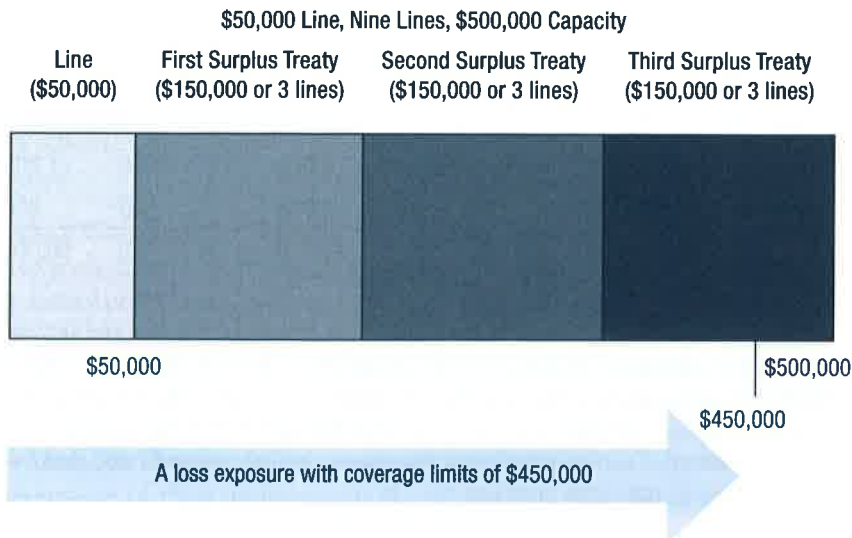 $50,000 Line, Nine Lines, $500,000 Capacity
Line
($50,000)
First Surplus Treaty
($150,000 or 3 lines)
Second Surplus Treaty
($150,000 or 3 lines)
Third Surplus Treaty
($150,000 or 3 lines)
$50,000
$500,000
$450,000
A loss exposure with coverage limits of $450,000